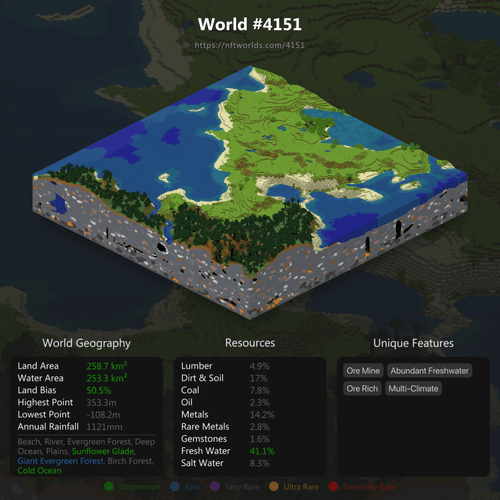 World #4151
https://nftworlds.com/4151
World Geography
Land Area 258.7 km²
Water Area 253.3 km²
Land Bias 50.5%
Highest Point 353.3m
Lowest Point -108.2m
Annual Rainfall 1121mm
Beach, River, Evergreen Forest, Deep
Ocean, Plains, Sunflower Glade,
Giant Evergreen Forest, Birch Forest,
Cold Ocean
Resources
Lumber 4.9%
Dirt & Soil 17%
Coal 7.8%
Oil 2.3%
Metals 14.2%
Rare Metals 2.8%
Gemstones 1.6%
Fresh Water 41.1%
Salt Water 8.3%
Unique Features
Ore Mine Abundant Freshwater
Ore Rich Multi-Climate
Uncommon Rare Very Rare Ultra Rare Extremely Rare